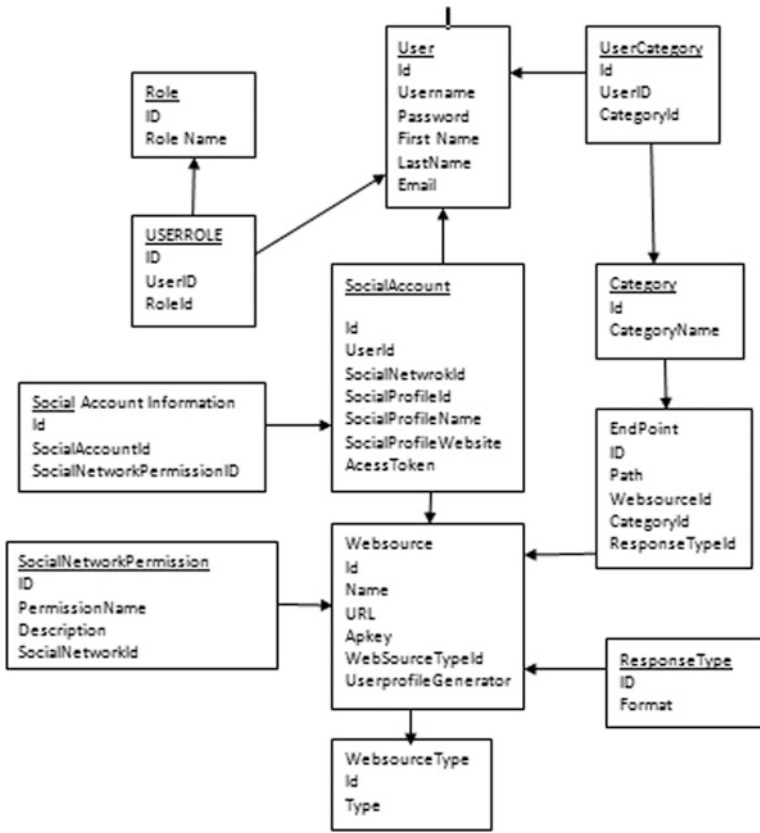 User
Id
Username
Password
First Name
LastName
Email
UserCategory
Id
UserID
CategoryId
Role
ID
Role Name
USERROLE
ID
UserID
RoleId
SocialAccount
Id
UserId
SocialNetwrokId
SocialProfileId
SocialProfileName
SocialProfileWebsite
AcessToken
Category
Id
CategoryName
Social Account Information
Id
SocialAccountId
SocialNetworkPermissionID
EndPoint
ID
Path
WebsourceId
CategoryId
ResponseTypeId
SocialNetworkPermission
ID
PermissionName
Description
SocialNetworkId
Websource
Id
Name
URL
Apkey
WebSourceTypeId
UserprofileGenerator
ResponseType
ID
Format
WebsourceType
Id
Type